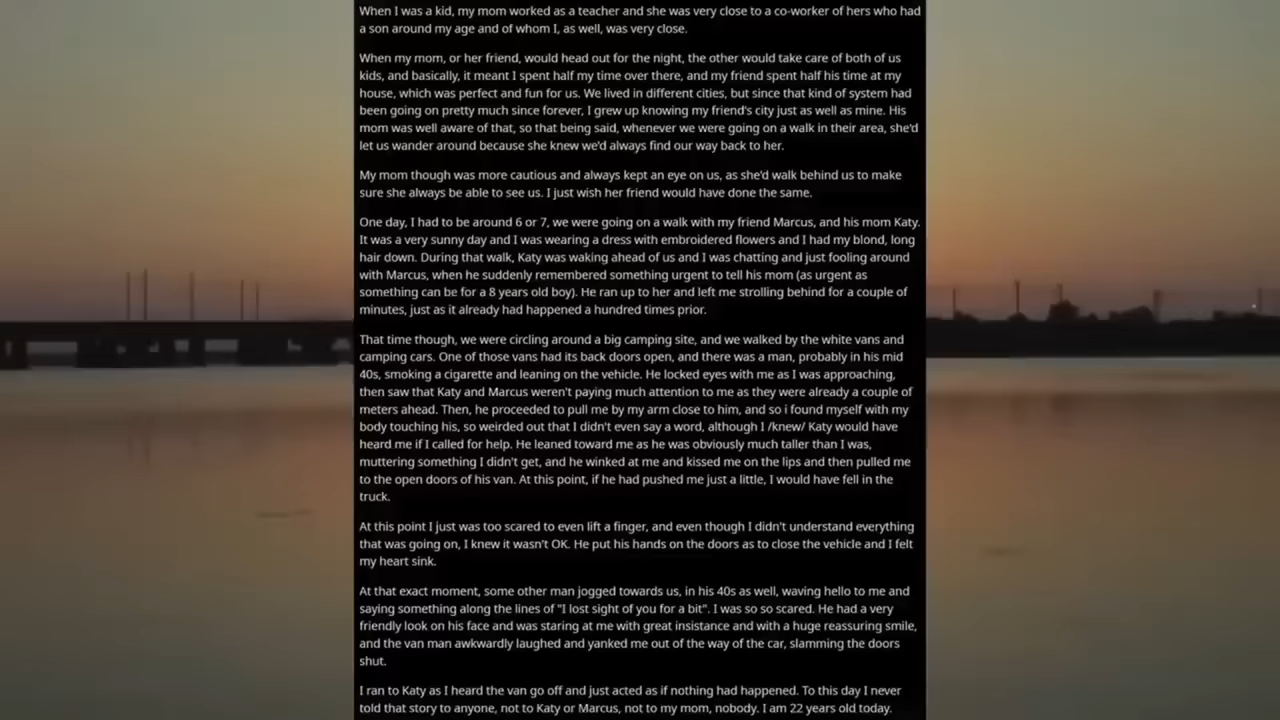 When I was a kid, my mom worked as a teacher and she was very close to a co-worker of hers who had
a son around my age and of whom I, as well, was very close.
When my mom, or her friend, would head out for the night, the other would take care of both of us
kids, and basically, it meant I spent half my time over there, and my friend spent half his time at my
house, which was perfect and fun for us. We lived in different cities, but since that kind of system had
been going on pretty much since forever, I grew up knowing my friend's city just as well as mine. His
mom was well aware of that, so that being said, whenever we were going on a walk in their area, she'd
let us wander around because she knew we'd always find our way back to her.
My mom though was more cautious and always kept an eye on us, as she'd walk behind us to make
sure she always be able to see us. I just wish her friend would have done the same.
One day, I had to be around 6 or 7, we were going on a walk with my friend Marcus, and his mom Katy.
It was a very sunny day and I was wearing a dress with embroidered flowers and I had my blond, long
hair down. During that walk, Katy was waking ahead of us and I was chatting and just fooling around
with Marcus, when he suddenly remembered something urgent to tell his mom (as urgent as
something can be for a 8 years old boy). He ran up to her and left me strolling behind for a couple of
minutes, just as it already had happened a hundred times prior.
That time though, we were circling around a big camping site, and we walked by the white vans and
camping cars. One of those vans had its back doors open, and there was a man, probably in his mid
40s, smoking a cigarette and leaning on the vehicle. He locked eyes with me as I was approaching,
then saw that Katy and Marcus weren't paying much attention to me as they were already a couple of
meters ahead. Then, he proceeded to pull me by my arm close to him, and so i found myself with my
body touching his, so weirded out that I didn't even say a word, although I /knew/ Katy would have
heard me if I called for help. He leaned toward me as he was obviously much taller than I was,
muttering something I didn't get, and he winked at me and kissed me on the lips and then pulled me
to the open doors of his van. At this point, if he had pushed me just a little, I would have fell in the
truck.
At this point I just was too scared to even lift a finger, and even though I didn't understand everything
that was going on, I knew it wasn't OK. He put his hands on the doors as to close the vehicle and I felt
my heart sink.
At that exact moment, some other man jogged towards us, in his 40s as well, waving hello to me and
saying something along the lines of "I lost sight of you for a bit". I was so so scared. He had a very
friendly look on his face and was staring at me with great insistance and with a huge reassuring smile,
and the van man awkwardly laughed and yanked me out of the way of the car, slamming the doors
shut.
I ran to Katy as I heard the van go off and just acted as if nothing had happened. To this day I never
told that story to anyone, not to Katy or Marcus, not to my mom, nobody. I am 22 years old today.